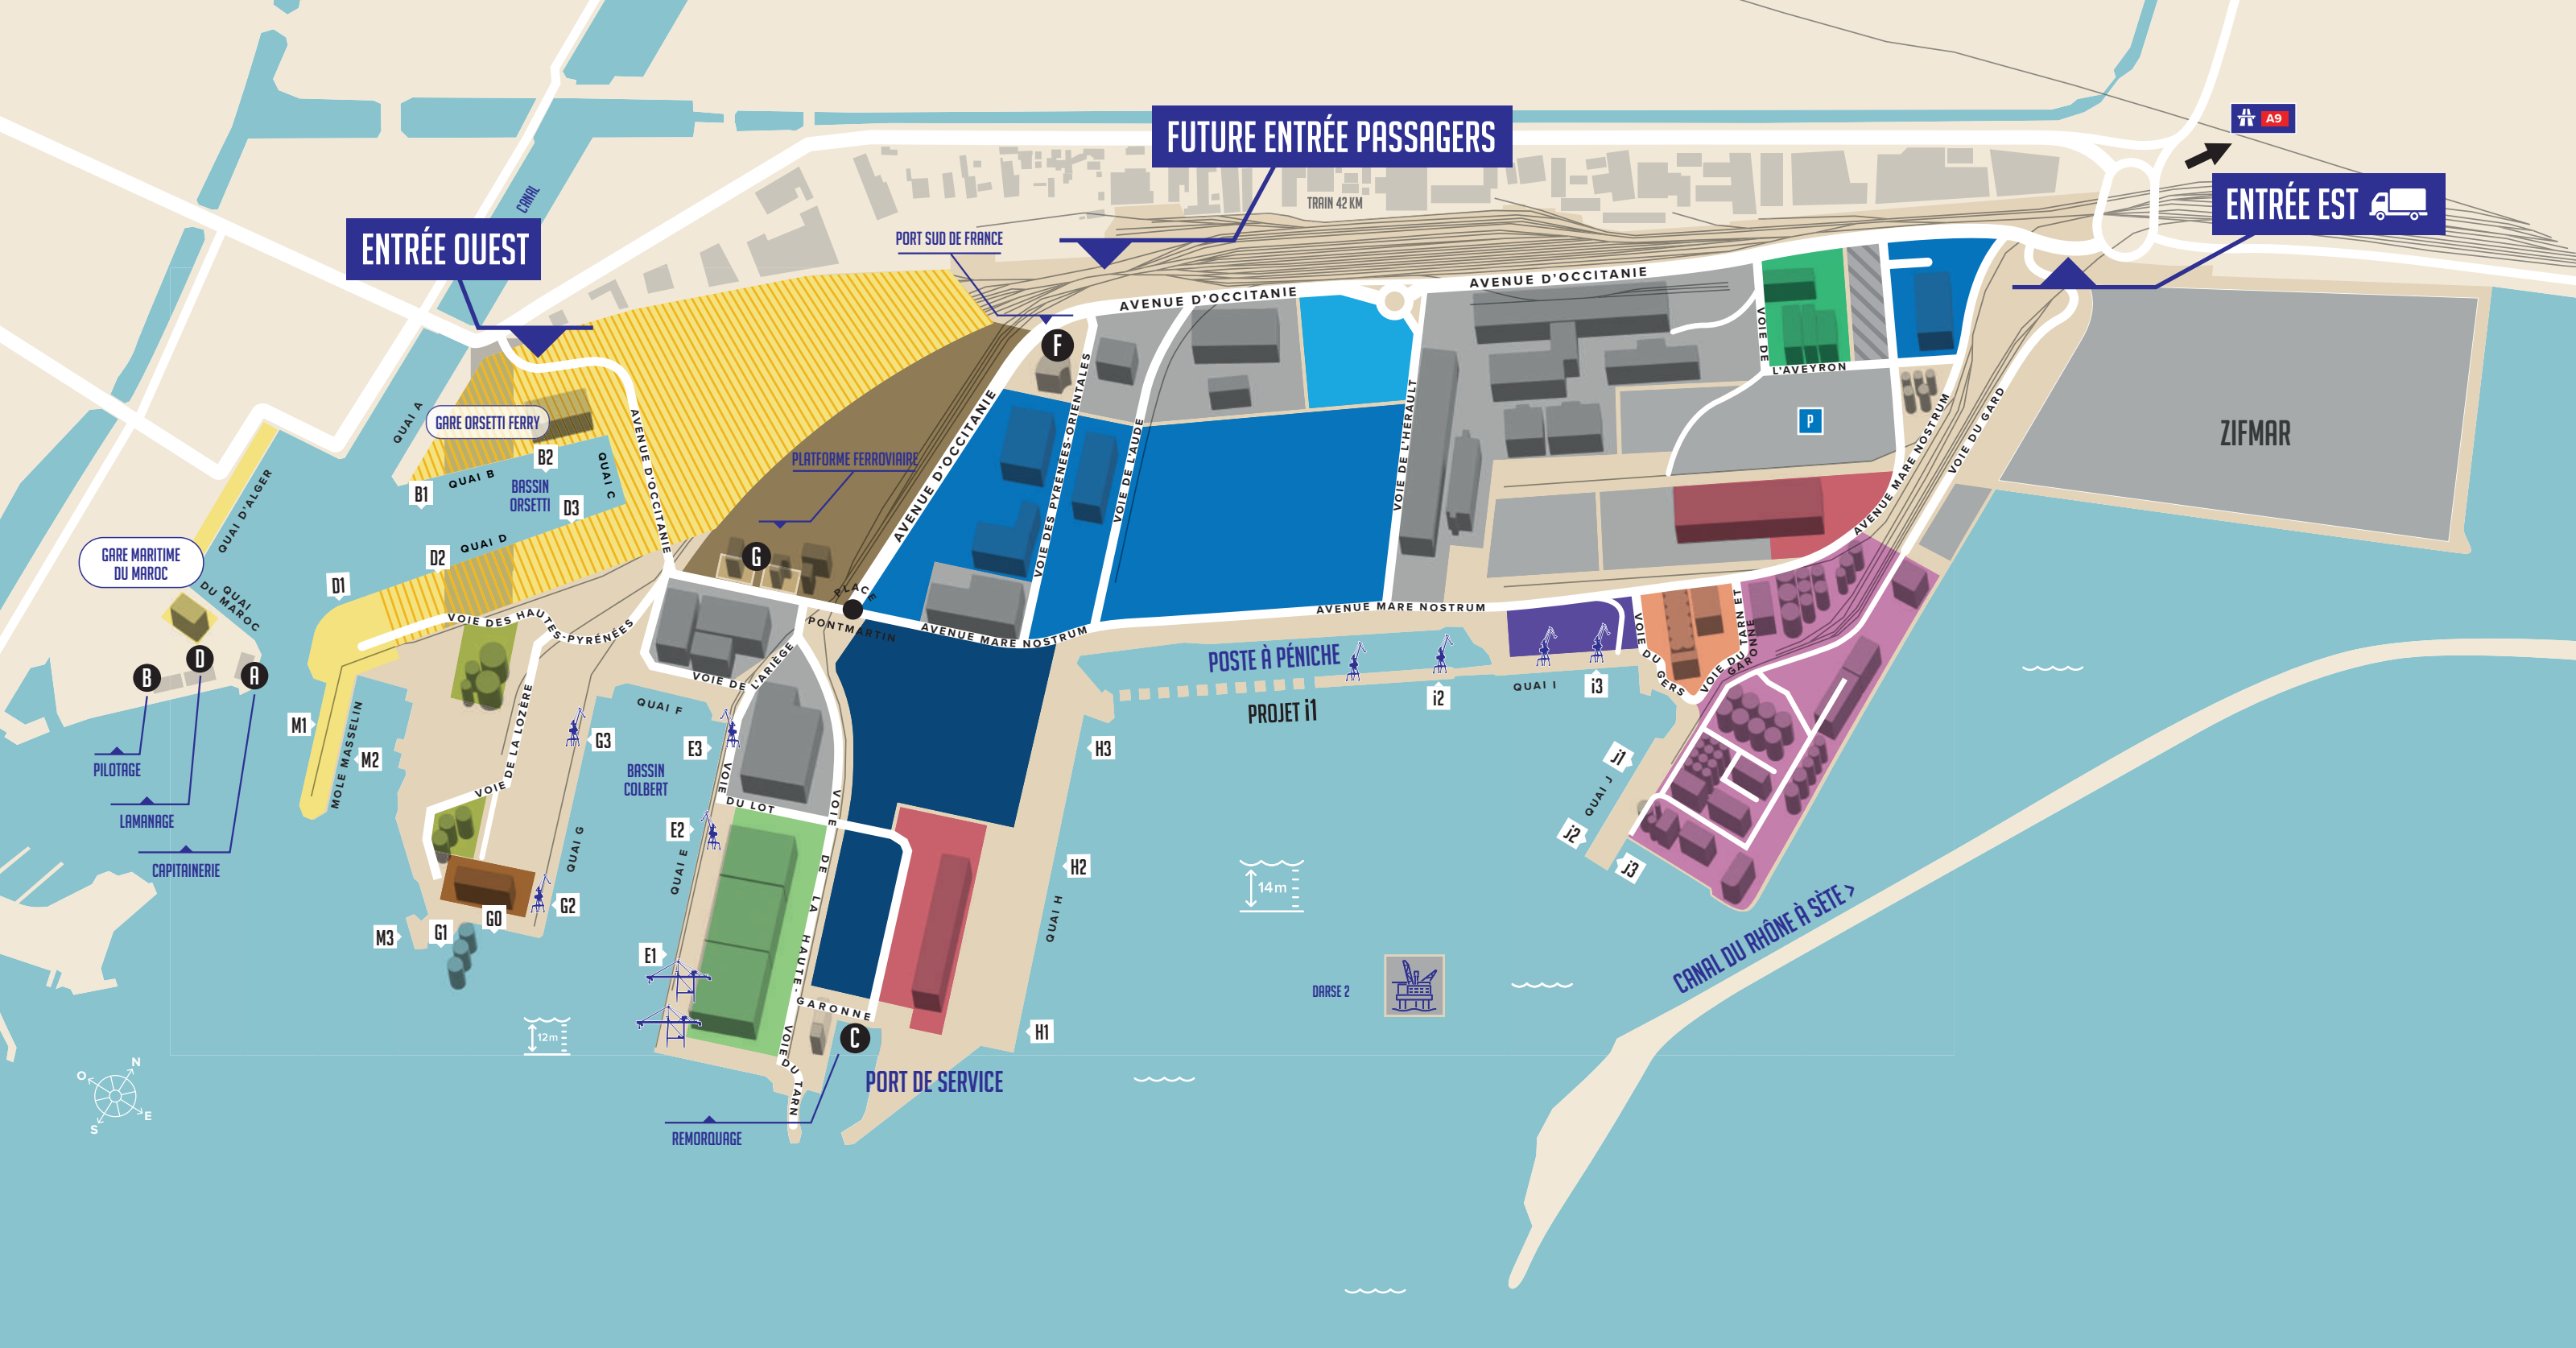 FUTURE ENTRÉE PASSAGERS
A9
ENTRÉE EST
ENTRÉE OUEST
CANAL
TRAIN 42 KM
PORT SUD DE FRANCE
AVENUE D'OCCITANIE
AVENUE D'OCCITANIE
F
VOIE DE
L'AVEYRON
P
ZIFMAR
QUAI A
GARE ORSETTI FERRY
B2
QUAI B
B1
BASSIN
ORSETTI
QUAI C
D3
QUAI D
D2
D1
AVENUE D'OCCITANIE
PLATFORME FERROVIAIRE
AVENUE D'OCCITANIE
VOIE DES PYRENÉES-ORIENTALES
VOIE DE L'AUDE
VOIE DE L'HÉRAULT
AVENUE MARE NOSTRUM
VOIE DU GARD
QUAI D'ALGER
GARE MARITIME
DU MAROC
QUAI
DU MAROC
G
PLACE
PONTMARTIN
AVENUE MARE NOSTRUM
AVENUE MARE NOSTRUM
VOIE DES HAUTES-PYRÉNÉES
VOIE DE L'ARIÈGE
B
D
A
PILOTAGE
LAMANAGE
CAPITAINERIE
M1
M2
MOLE MASSELIN
VOIE DE LA LOZÈRE
QUAI F
G3
E3
BASSIN
COLBERT
VOIE
DU LOT
E2
QUAI E
QUAI G
G2
G0
G1
M3
E1
VOIE DE LA HAUTE-GARONNE
VOIE DU TARN
C
PORT DE SERVICE
REMORQUAGE
12m
POSTE À PÉNICHE
PROJET i1
i2
QUAI I
i3
VOIE DU GERS
VOIE DU TARN ET
GARONNE
H3
H2
QUAI H
H1
14m
DARSE 2
j1
QUAI J
j2
j3
CANAL DU RHÔNE À SÈTE >
N
O
E
S